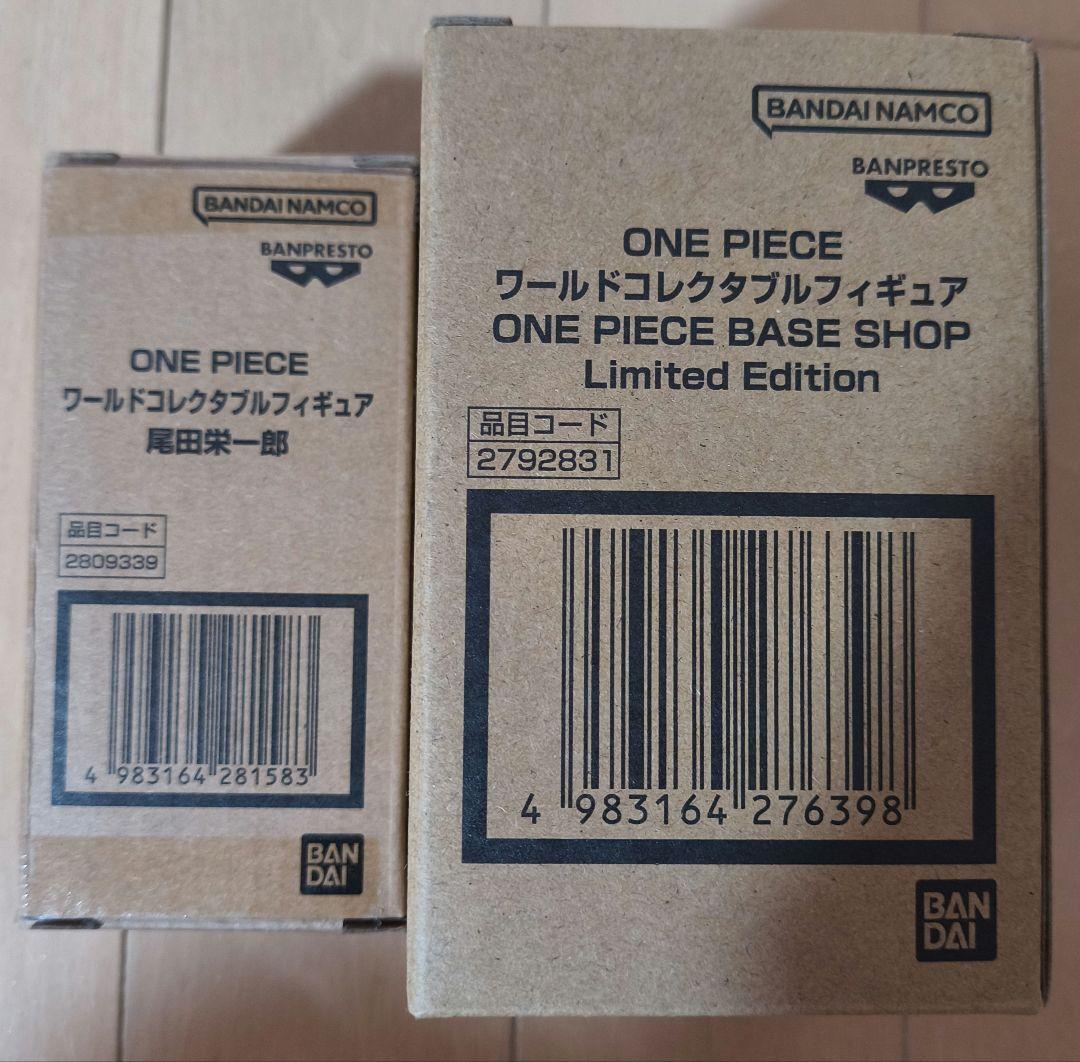 BANDAI NAMCO
BANPRESTO
ONE PIECE
ワールドコレクタブルフィギュア
尾田栄一郎
品目コード
2809339
4 983164 281583
BAN
DAI
BANDAI NAMCO
BANPRESTO
ONE PIECE
ワールドコレクタブルフィギュア
ONE PIECE BASE SHOP
Limited Edition
品目コード
2792831
4 983164 276398
BAN
DAI